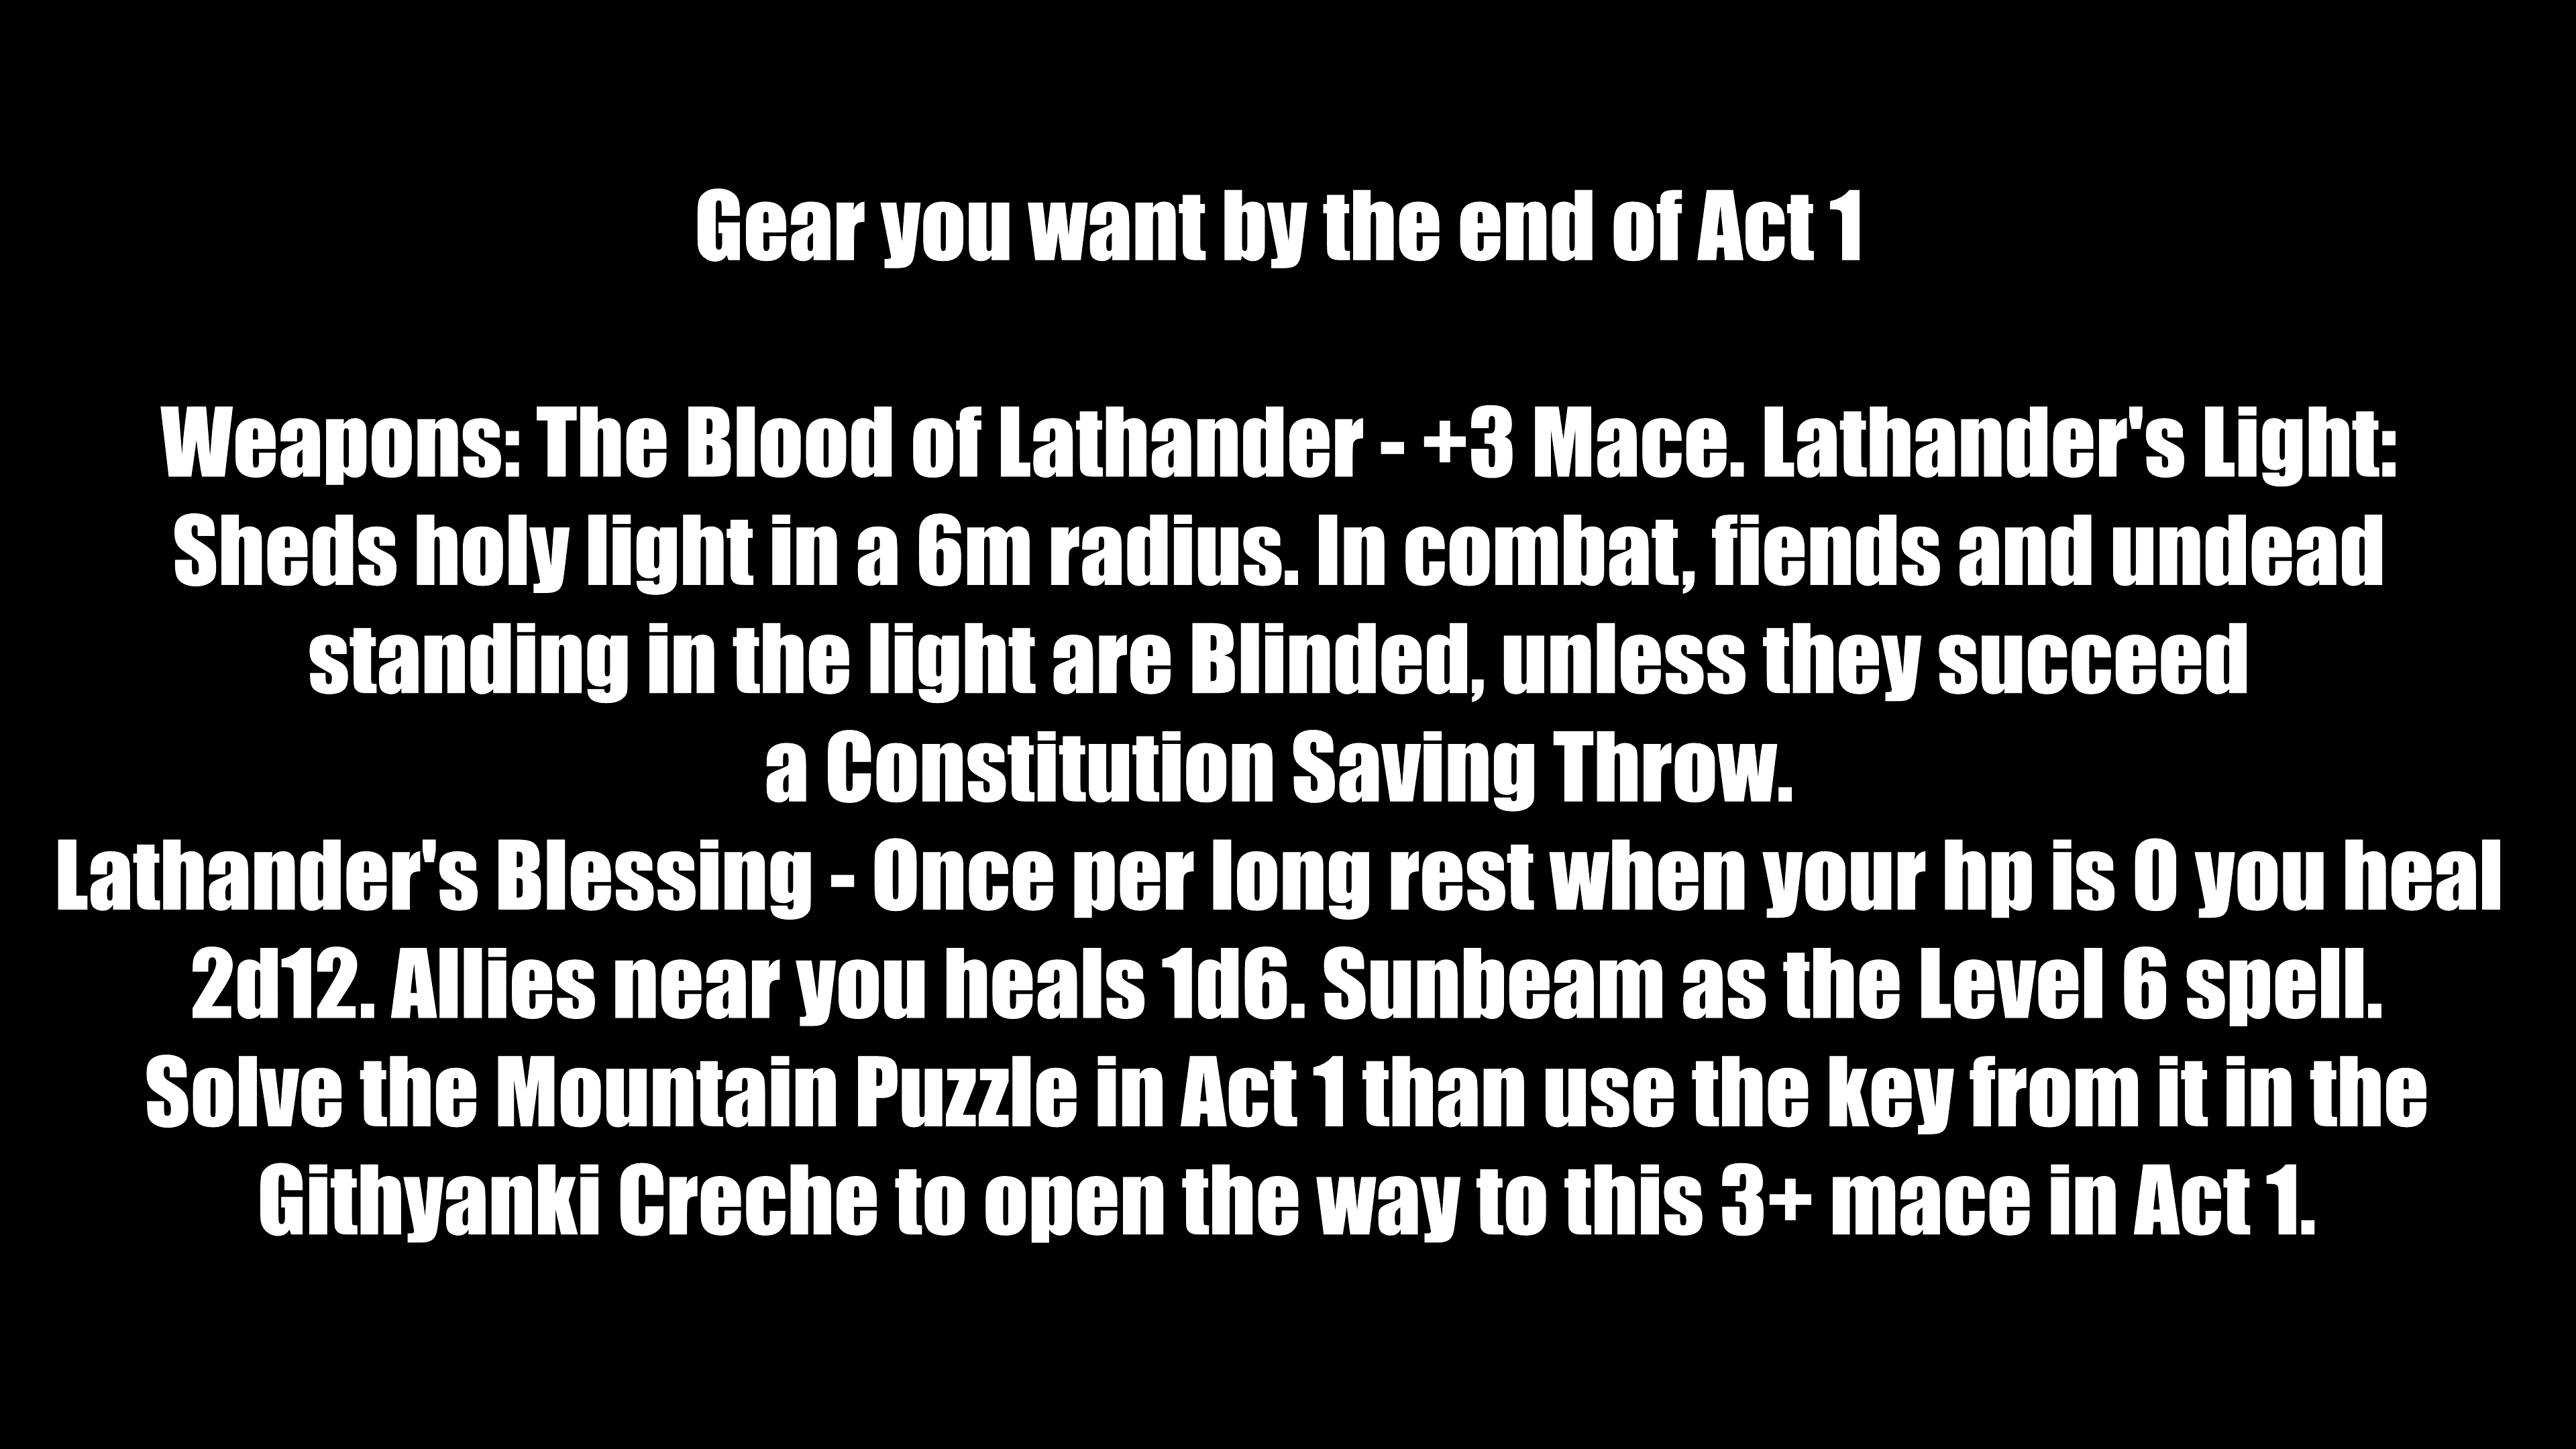 Gear you want by the end of Act 1
Weapons: The Blood of Lathander - +3 Mace. Lathander's Light:
Sheds holy light in a 6m radius. In combat, fiends and undead
standing in the light are Blinded, unless they succeed
a Constitution Saving Throw.
Lathander's Blessing - Once per long rest when your hp is 0 you heal
2d12. Allies near you heals 1d6. Sunbeam as the Level 6 spell.
Solve the Mountain Puzzle in Act 1 than use the key from it in the
Githyanki Creche to open the way to this 3+ mace in Act 1.